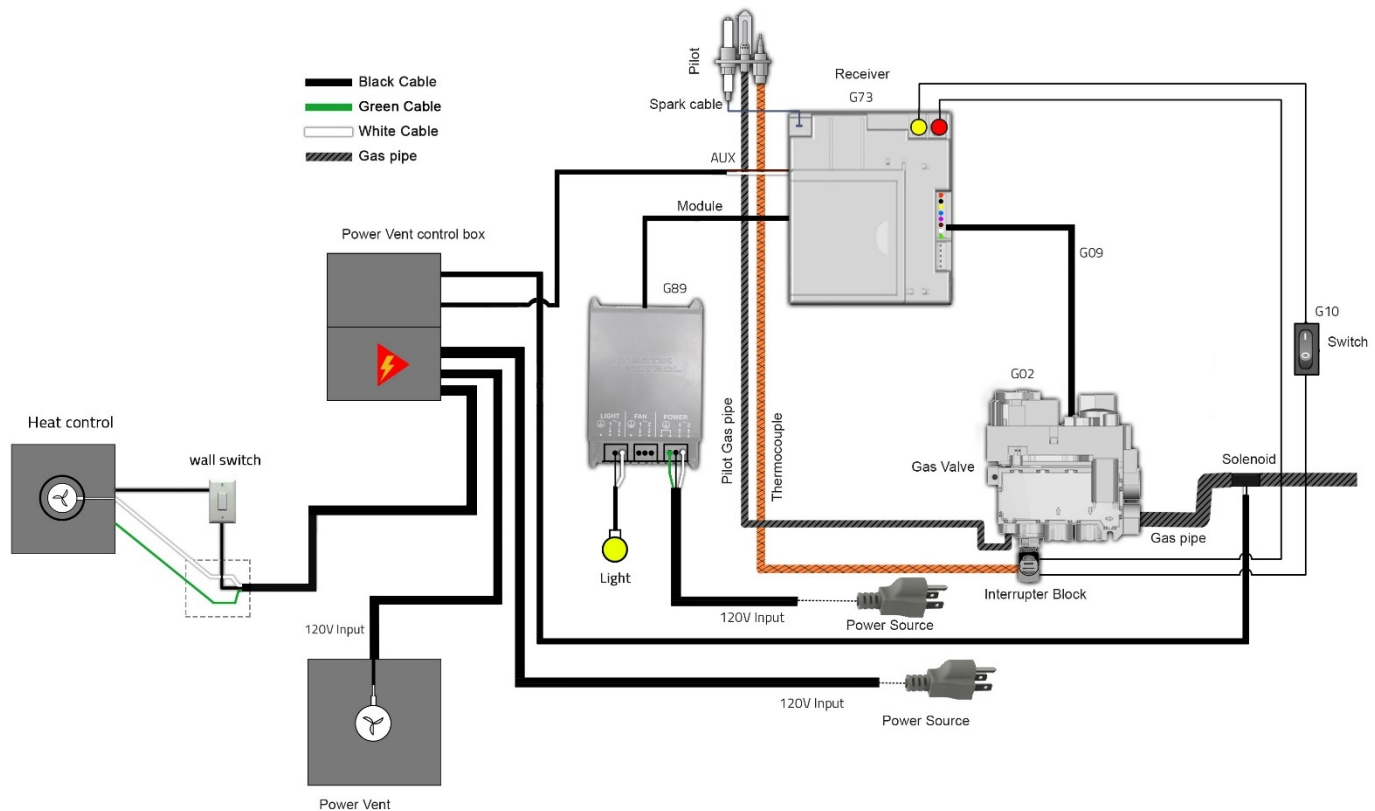 Black Cable
Green Cable
White Cable
Gas pipe
Pilot
Spark cable
Receiver
G73
AUX
Module
Power Vent control box
G89
G09
G10
Switch
G02
LIGHT
FAN
POWER
Heat control
wall switch
Pilot Gas pipe
Thermocouple
Gas Valve
Solenoid
Gas pipe
Light
Interrupter Block
120V Input
Power Source
120V Input
120V Input
Power Source
Power Vent